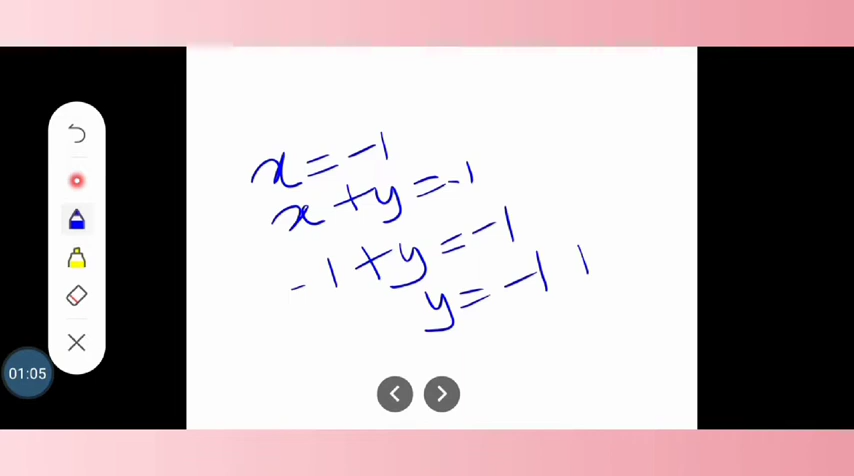 x = -1
x + y = -1
-1 + y = -1
y = -1 1
01:05